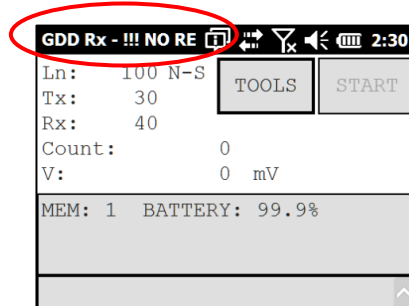 GDD Rx - !!! NO RE 2:30
Ln: 100 N-S
TOOLS START
Tx: 30
Rx: 40
Count: 0
V: 0 mV
MEM: 1 BATTERY: 99.9%